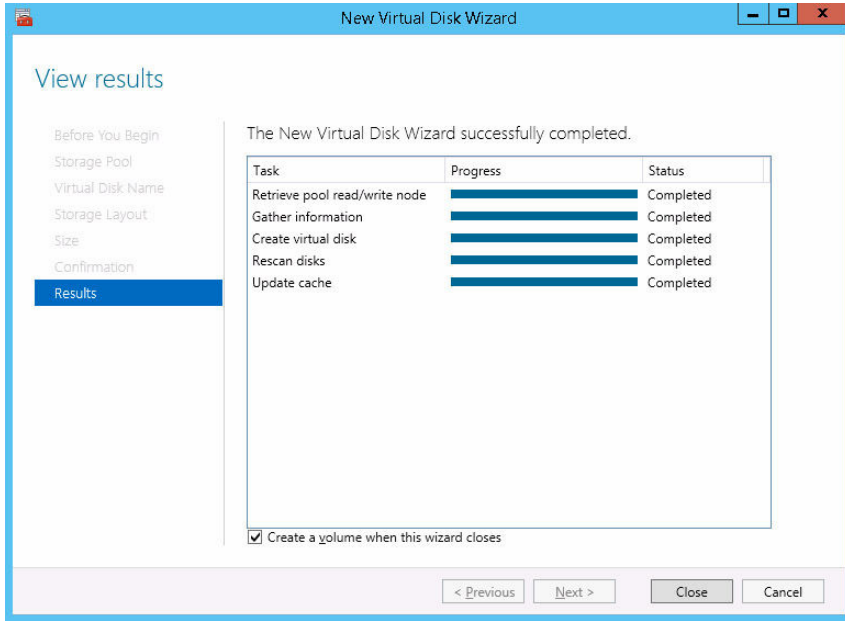 New Virtual Disk Wizard
View results
Before You Begin
Storage Pool
Virtual Disk Name
Storage Layout
Size
Confirmation
Results
The New Virtual Disk Wizard successfully completed.
Task Progress Status
Retrieve pool read/write node Completed
Gather information Completed
Create virtual disk Completed
Rescan disks Completed
Update cache Completed
Create a volume when this wizard closes
< Previous Next > Close Cancel